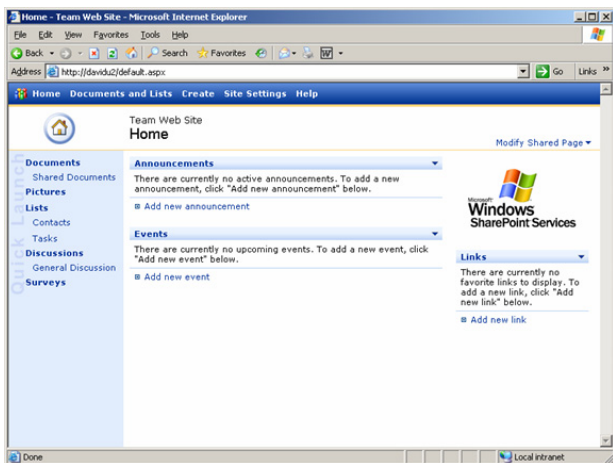 Home - Team Web Site - Microsoft Internet Explorer
File Edit View Favorites Tools Help
Back Search Favorites
Address http://davidu2/default.aspx Go Links »
Home Documents and Lists Create Site Settings Help
Team Web Site
Home
Modify Shared Page
Quick Launch
Documents
Shared Documents
Pictures
Lists
Contacts
Tasks
Discussions
General Discussion
Surveys
Announcements
There are currently no active announcements. To add a new
announcement, click "Add new announcement" below.
Add new announcement
Events
There are currently no upcoming events. To add a new event, click
"Add new event" below.
Add new event
Microsoft
Windows
SharePoint Services
Links
There are currently no
favorite links to display. To
add a new link, click "Add
new link" below.
Add new link
Done
Local intranet